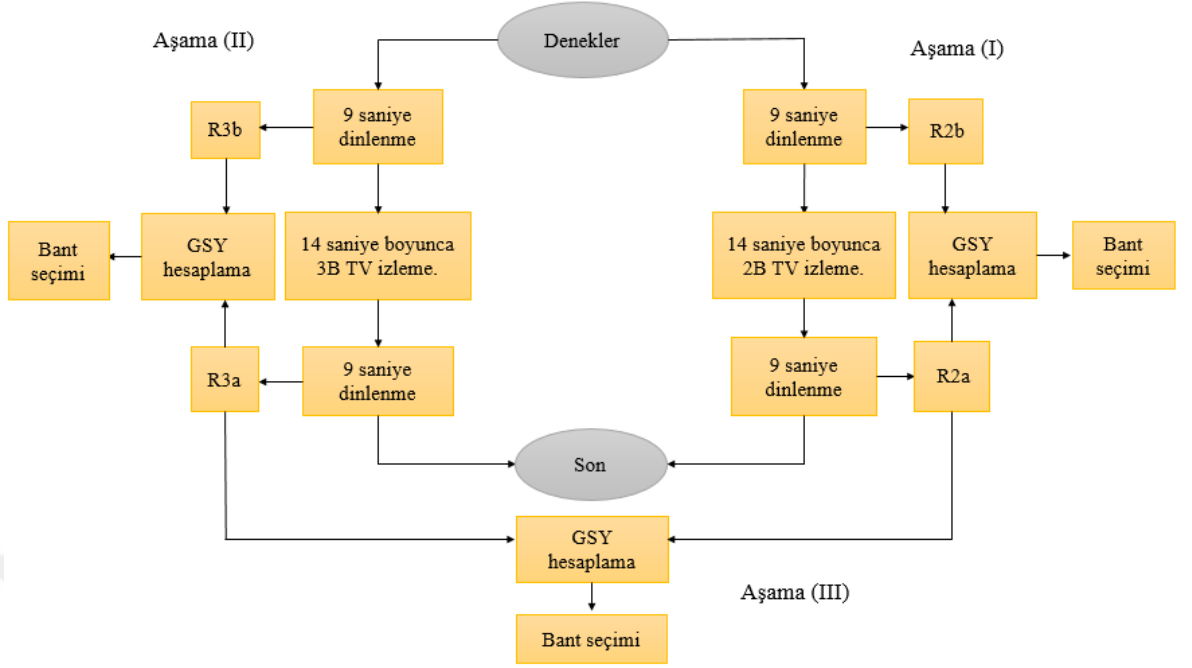 Denekler
Aşama (II)
Aşama (I)
9 saniye
dinlenme
R3b
9 saniye
dinlenme
R2b
Bant
seçimi
GSY
hesaplama
14 saniye boyunca
3B TV izleme.
14 saniye boyunca
2B TV izleme.
GSY
hesaplama
Bant
seçimi
R3a
9 saniye
dinlenme
9 saniye
dinlenme
R2a
Son
GSY
hesaplama
Aşama (III)
Bant seçimi